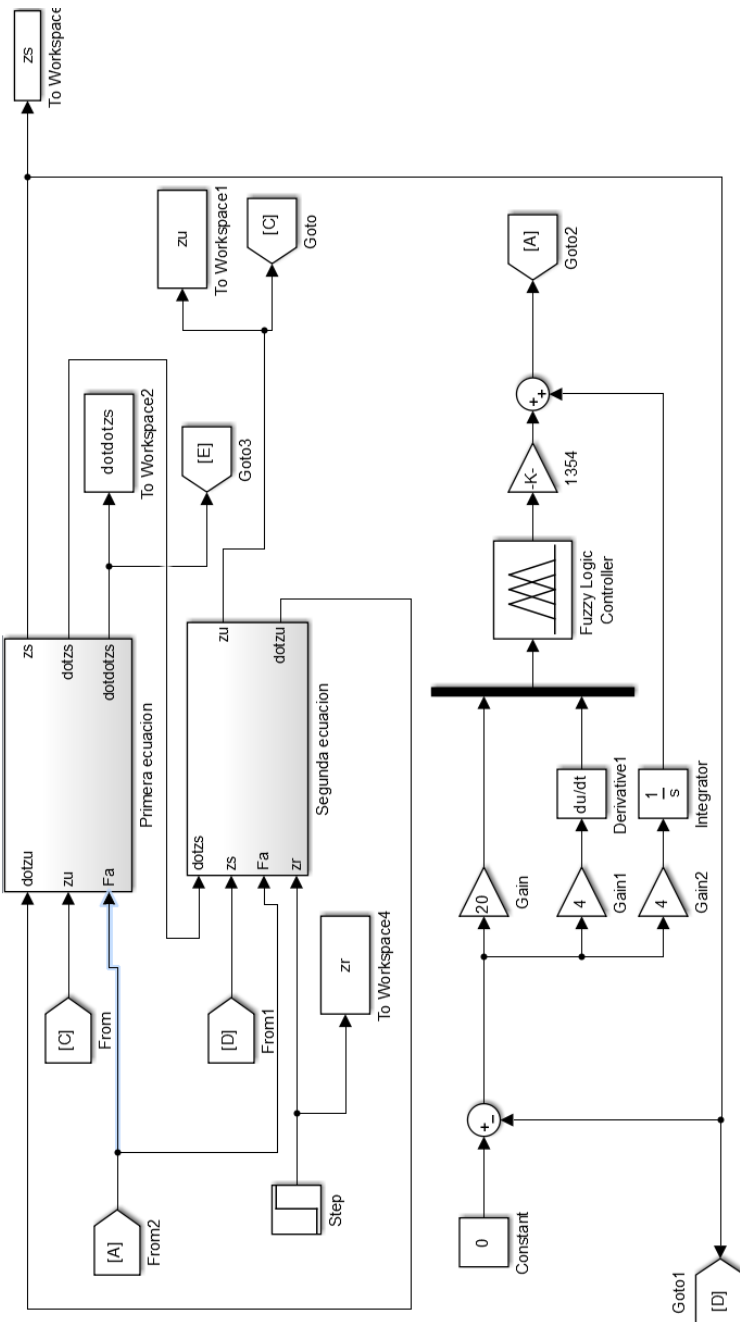 zs
To Workspace
dotzu
zu
Fa
zs
dotzs
dotdotzs
Primera ecuacion
dotdotzs
To Workspace2
[E]
Goto3
zu
To Workspace1
[C]
Goto
[C]
From
[A]
From2
dotzs
zs
Fa
zr
zu
dotzu
Segunda ecuacion
[D]
From1
Step
zr
To Workspace4
0
Constant
+
-
20
Gain
4
Gain1
4
Gain2
du/dt
Derivative1
1
s
Integrator
Fuzzy Logic
Controller
-K-
1354
+
+
[A]
Goto2
Goto1
[D]